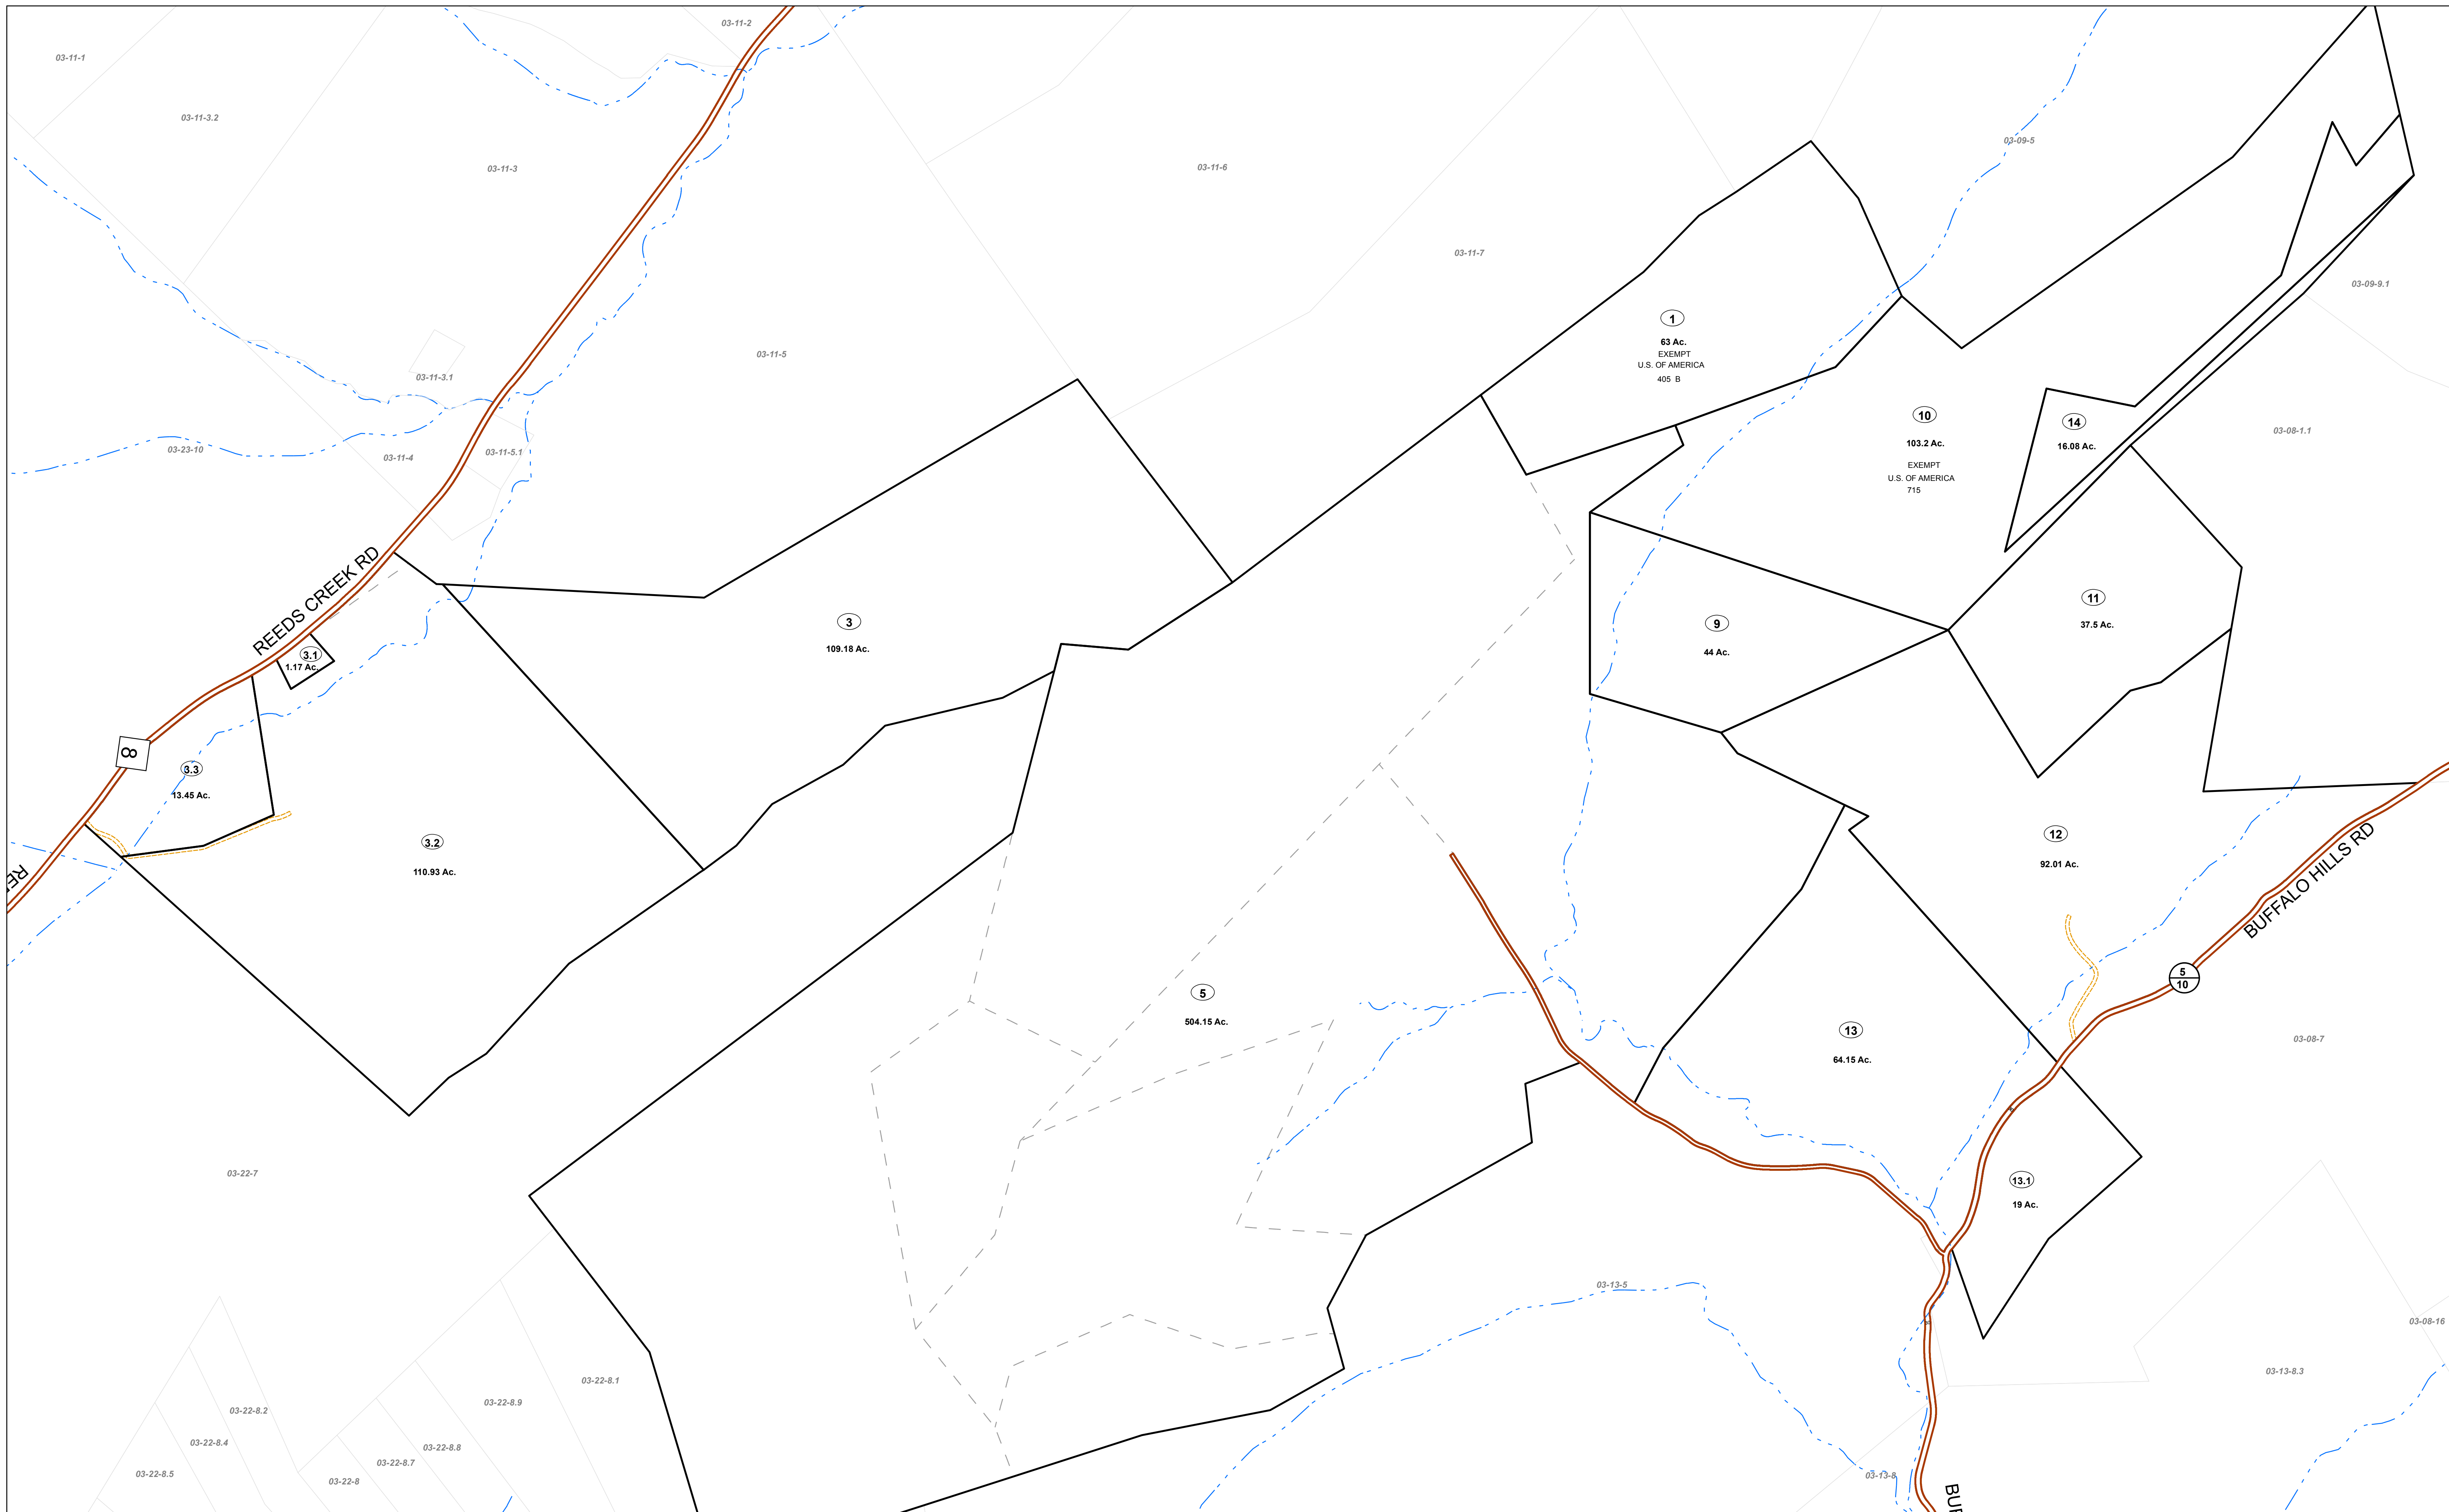 03-11-2
03-11-1
03-11-3.2
03-09-5
03-11-3
03-11-6
03-11-7
03-09-9.1
1
63 Ac.
EXEMPT
U.S. OF AMERICA
405 B
03-11-5
03-11-3.1
10
103.2 Ac.
EXEMPT
U.S. OF AMERICA
715
14
16.08 Ac.
03-08-1.1
03-23-10
03-11-4
03-11-5.1
REEDS CREEK RD
3
109.18 Ac.
9
44 Ac.
11
37.5 Ac.
3.1
1.17 Ac.
8
3.3
13.45 Ac.
3.2
110.93 Ac.
12
92.01 Ac.
BUFFALO HILLS RD
REE
5
10
5
504.15 Ac.
13
64.15 Ac.
03-08-7
03-22-7
13.1
19 Ac.
03-13-5
03-08-16
03-13-8.3
03-22-8.1
03-22-8.9
03-22-8.2
03-22-8.4
03-22-8.8
03-22-8.7
03-22-8.5
03-22-8
03-13-8
BUF